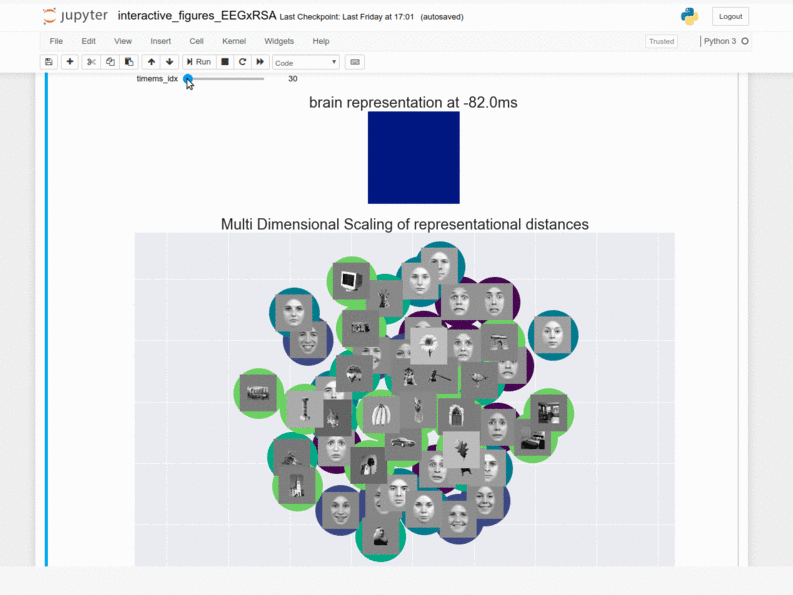 jupyter interactive_figures_EEGxRSA Last Checkpoint: Last Friday at 17:01 (autosaved) Logout
File Edit View Insert Cell Kernel Widgets Help Trusted Python 3
Run Code
timems_idx 30
brain representation at -82.0ms
Multi Dimensional Scaling of representational distances